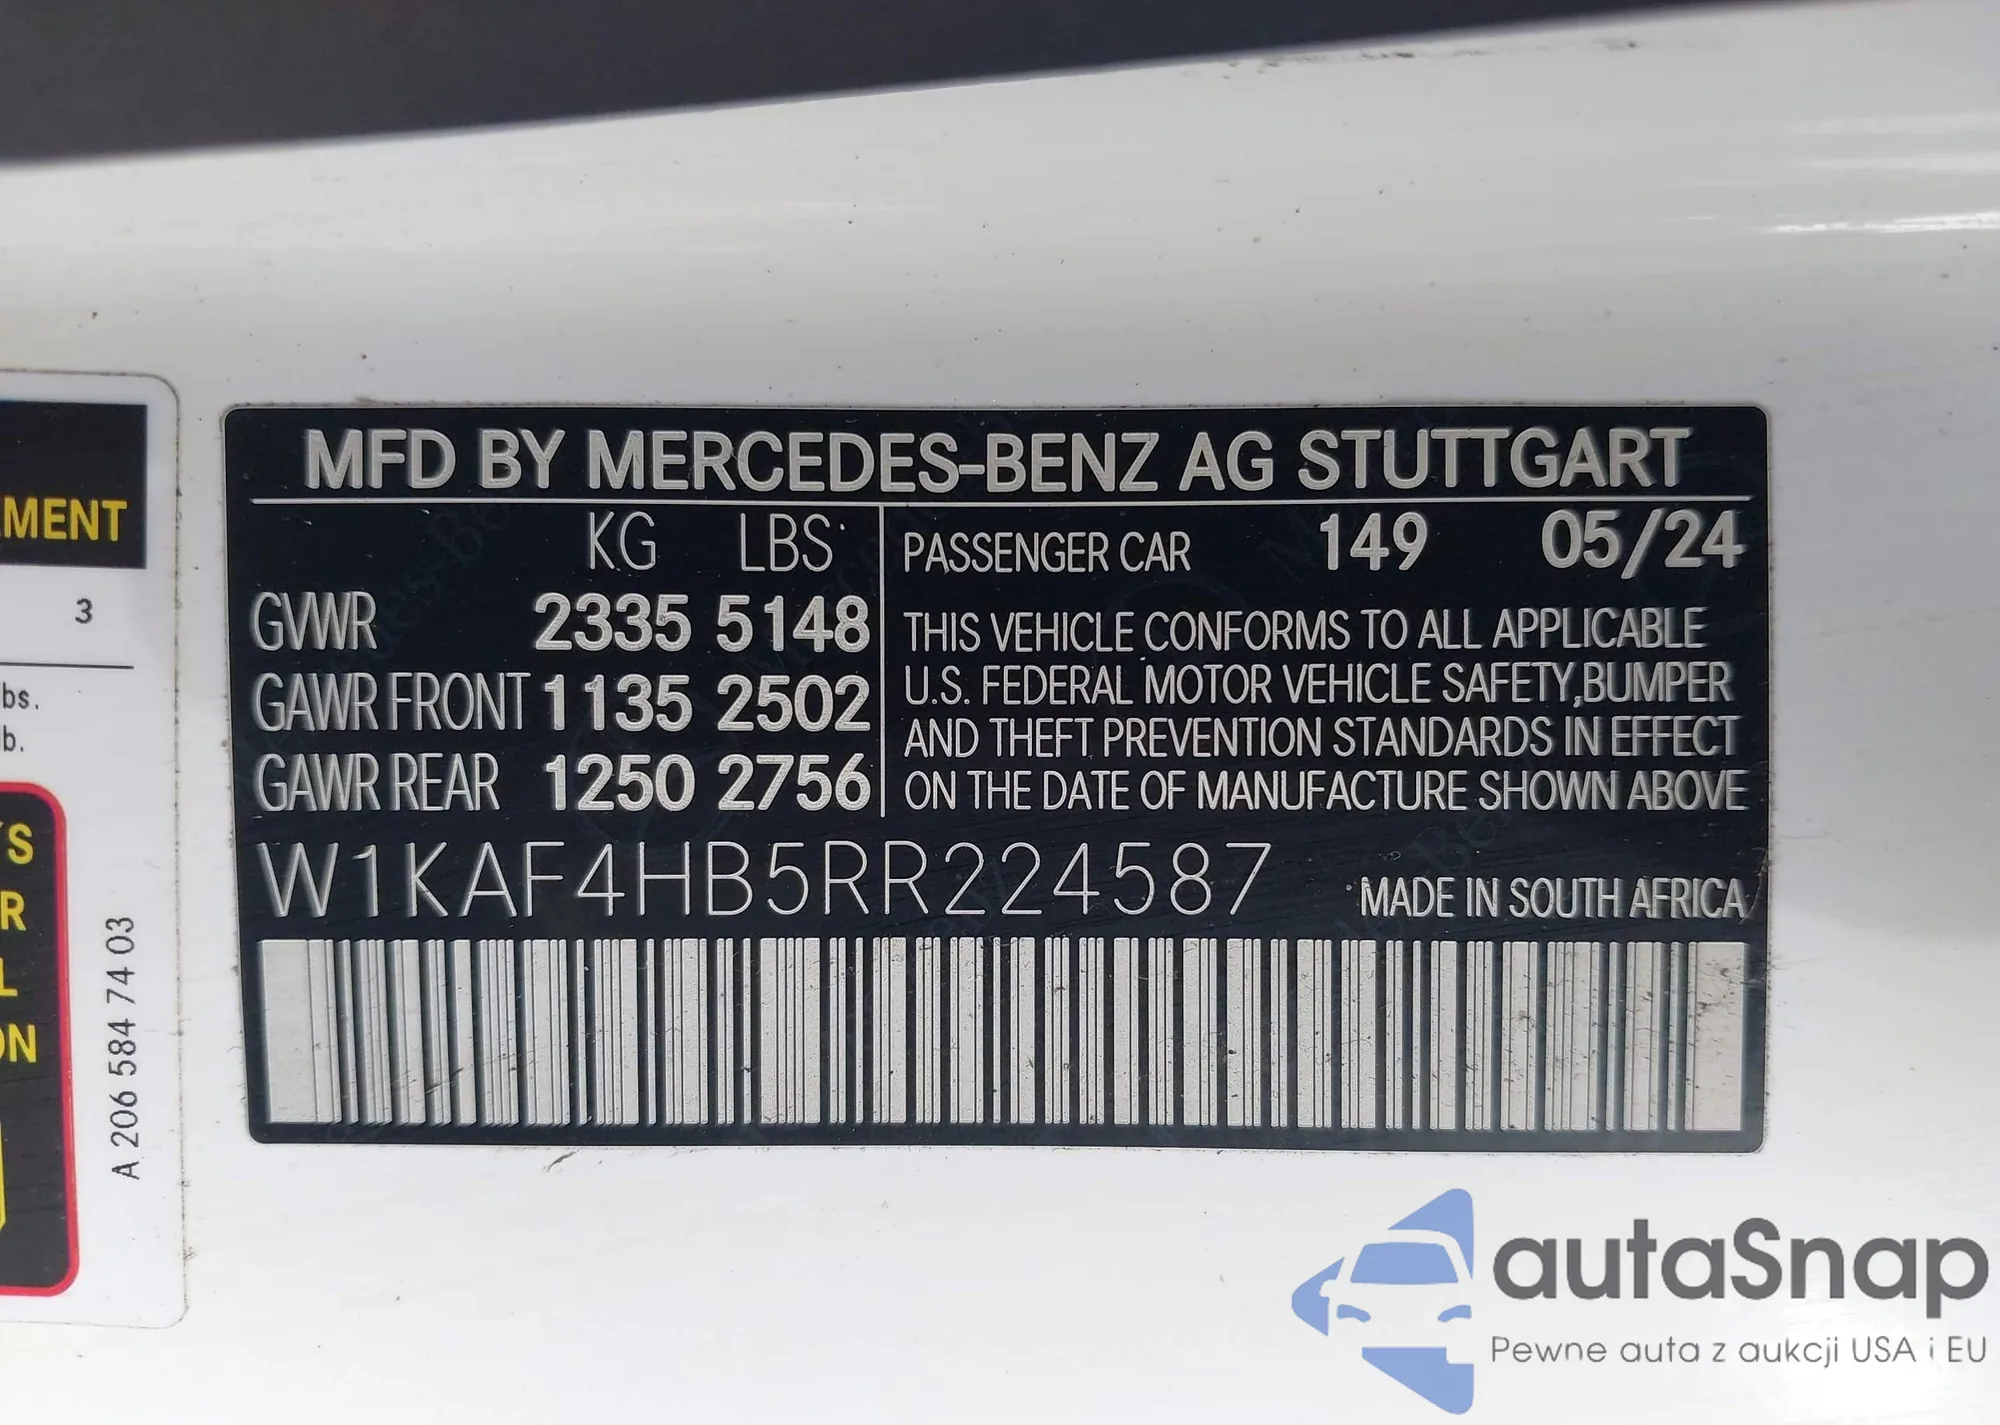 MFD BY MERCEDES-BENZ AG STUTTGART
KG LBS
GVWR 2335 5148
GAWR FRONT 1135 2502
GAWR REAR 1250 2756
PASSENGER CAR 149 05/24
THIS VEHICLE CONFORMS TO ALL APPLICABLE
U.S. FEDERAL MOTOR VEHICLE SAFETY,BUMPER
AND THEFT PREVENTION STANDARDS IN EFFECT
ON THE DATE OF MANUFACTURE SHOWN ABOVE
W1KAF4HB5RR224587
MADE IN SOUTH AFRICA
MENT
3
bs.
b.
'S
R
L
ON
A 206 584 74 03
autaSnap
Pewne auta z aukcji USA i EU